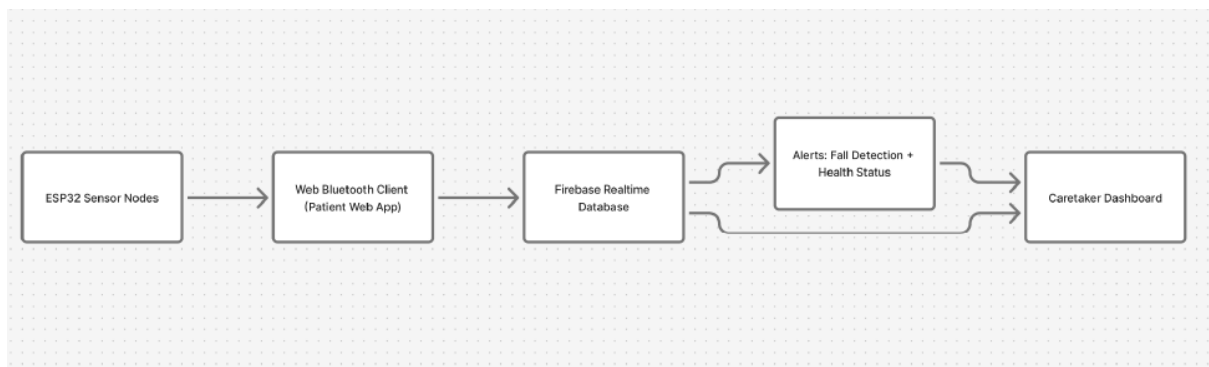 ESP32 Sensor Nodes
Web Bluetooth Client
(Patient Web App)
Firebase Realtime
Database
Alerts: Fall Detection +
Health Status
Caretaker Dashboard